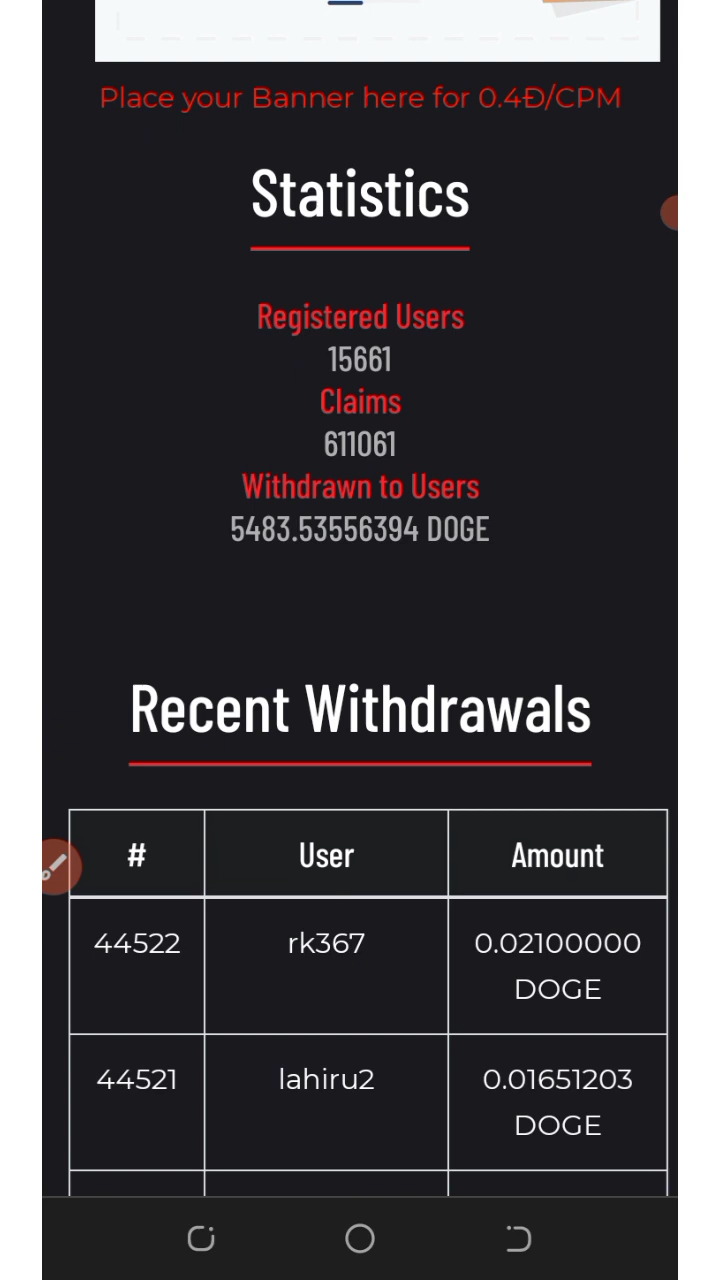 Place your Banner here for 0.4Ð/CPM
Statistics
Registered Users
15661
Claims
611061
Withdrawn to Users
5483.53556394 DOGE
Recent Withdrawals
# User Amount
44522 rk367 0.02100000
DOGE
44521 lahiru2 0.01651203
DOGE